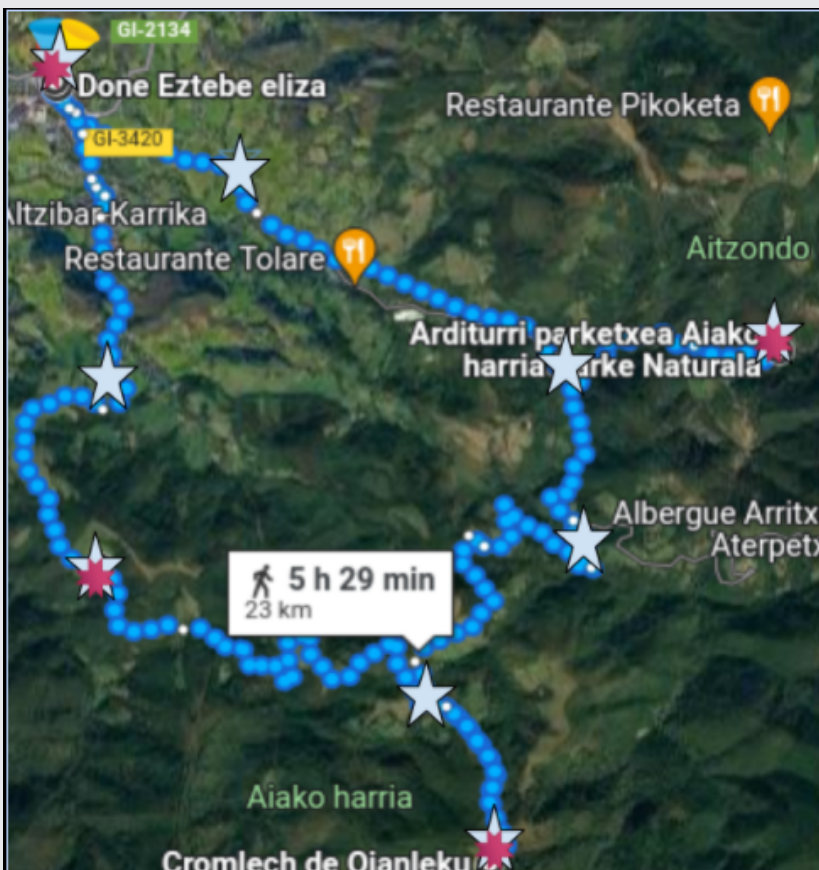 GI-2134
Done Eztebe eliza
Restaurante Pikoketa
GI-3420
Altzibar-Karrika
Restaurante Tolare
Aitzondo
Arditurri parketxea Aiako
harria Parke Naturala
Albergue Arritx
Aterpetx
5 h 29 min
23 km
Aiako harria
Cromlech de Oianleku